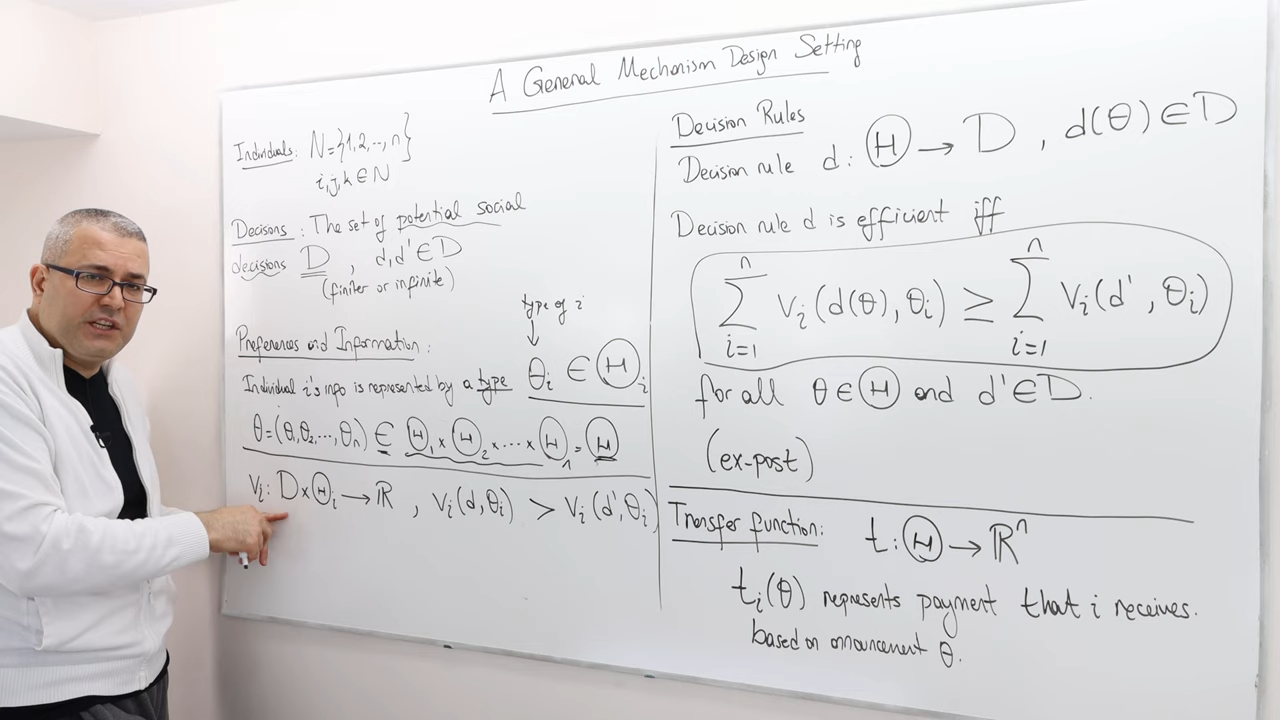 A General Mechanism Design Setting
Individuals: N={1,2,..,n}
i,j,k ∈ N
Decisons: The set of potential social
decisions D , d,d' ∈ D
(finiter or infinite)
type of i
↓
Preferences and Information:
Individual i's info is represented by a type θi ∈ Θi
θ=(θ1,θ2,...,θn) ∈ Θ1 x Θ2 x ... x Θn = Θ
vi: D x Θi → ℝ , vi(d,θi) > vi(d',θi)
Decision Rules
Decision rule d: Θ → D , d(θ) ∈ D
Decision rule d is efficient iff
∑_{i=1}^{n} vi(d(θ),θi) ≥ ∑_{i=1}^{n} vi(d',θi)
for all θ ∈ Θ and d' ∈ D.
(ex-post)
Transfer function: t: Θ → ℝⁿ
ti(θ) represents payment that i receives.
based on announcement θ.